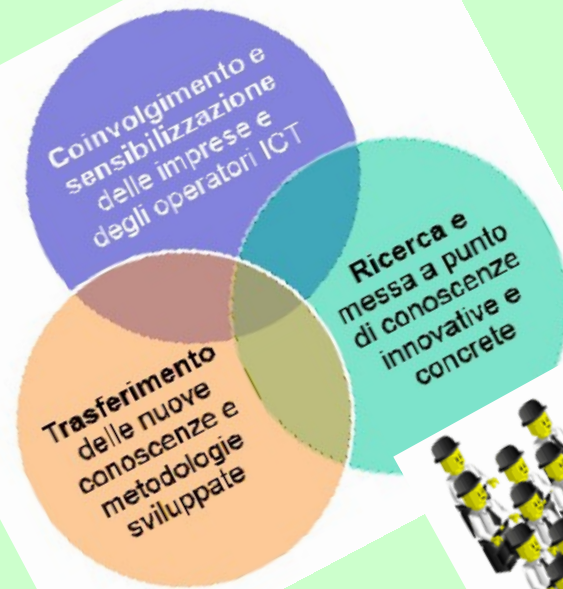 Coinvolgimento e
sensibilizzazione
delle imprese e
degli operatori ICT
Ricerca e
messa a punto
di conoscenze
innovative e
concrete
Trasferimento
delle nuove
conoscenze e
metodologie
sviluppate